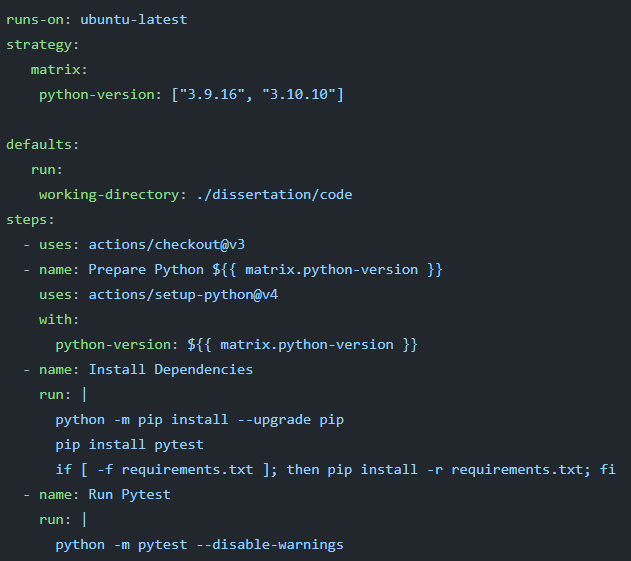 runs-on: ubuntu-latest
strategy:
   matrix:
    python-version: ["3.9.16", "3.10.10"]

defaults:
   run:
    working-directory: ./dissertation/code
steps:
  - uses: actions/checkout@v3
  - name: Prepare Python ${{ matrix.python-version }}
    uses: actions/setup-python@v4
    with:
      python-version: ${{ matrix.python-version }}
  - name: Install Dependencies
    run: |
      python -m pip install --upgrade pip
      pip install pytest
      if [ -f requirements.txt ]; then pip install -r requirements.txt; fi
  - name: Run Pytest
    run: |
      python -m pytest --disable-warnings